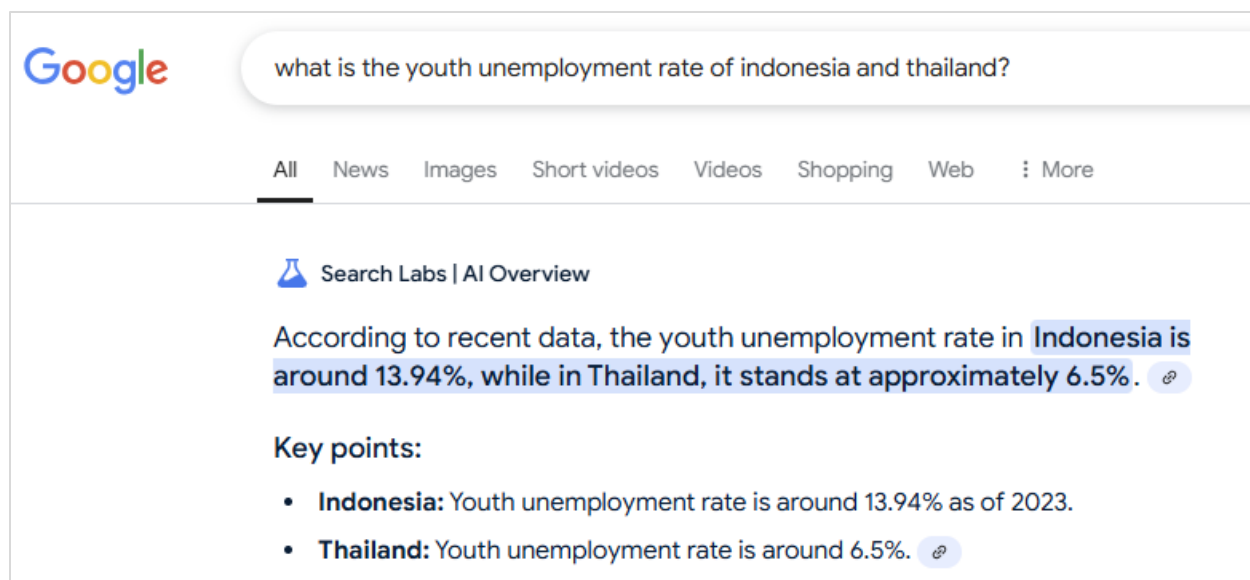 Google
what is the youth unemployment rate of indonesia and thailand?
All News Images Short videos Videos Shopping Web More
Search Labs | AI Overview
According to recent data, the youth unemployment rate in Indonesia is
around 13.94%, while in Thailand, it stands at approximately 6.5%.
Key points:
• Indonesia: Youth unemployment rate is around 13.94% as of 2023.
• Thailand: Youth unemployment rate is around 6.5%.